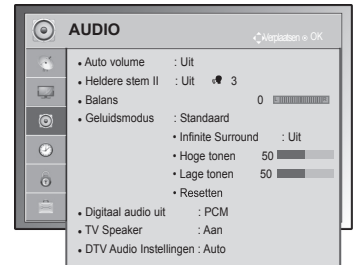 AUDIO
Verplaatsen OK
• Auto volume : Uit
• Heldere stem II : Uit 3
• Balans 0
• Geluidsmodus : Standaard
• Infinite Surround : Uit
• Hoge tonen 50
• Lage tonen 50
• Resetten
• Digitaal audio uit : PCM
• TV Speaker : Aan
• DTV Audio Instellingen : Auto